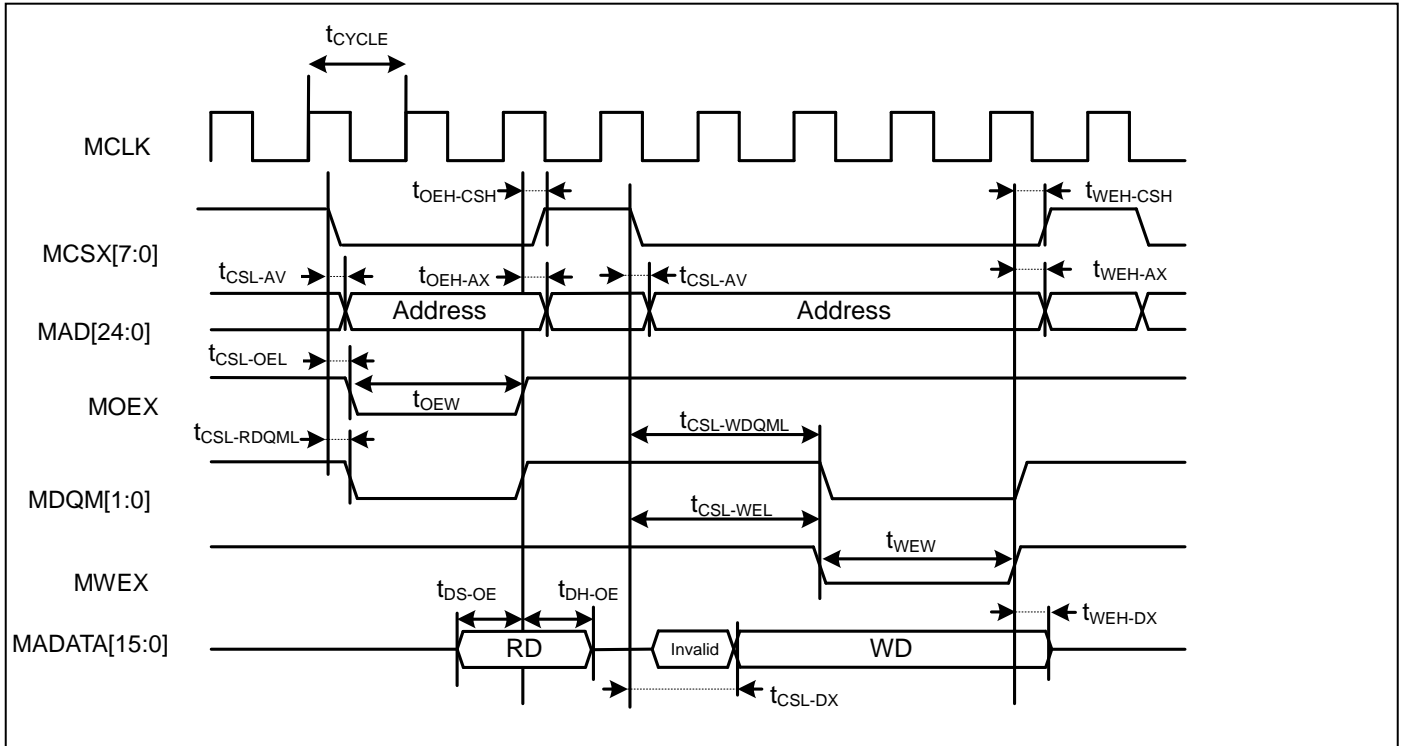 tCYCLE
MCLK
tOEH-CSH
tWEH-CSH
MCSX[7:0]
tCSL-AV
tOEH-AX
tCSL-AV
tWEH-AX
Address
Address
MAD[24:0]
tCSL-OEL
tOEW
MOEX
tCSL-WDQML
tCSL-RDQML
MDQM[1:0]
tCSL-WEL
tWEW
MWEX
tDS-OE
tDH-OE
tWEH-DX
MADATA[15:0]
RD
Invalid
WD
tCSL-DX